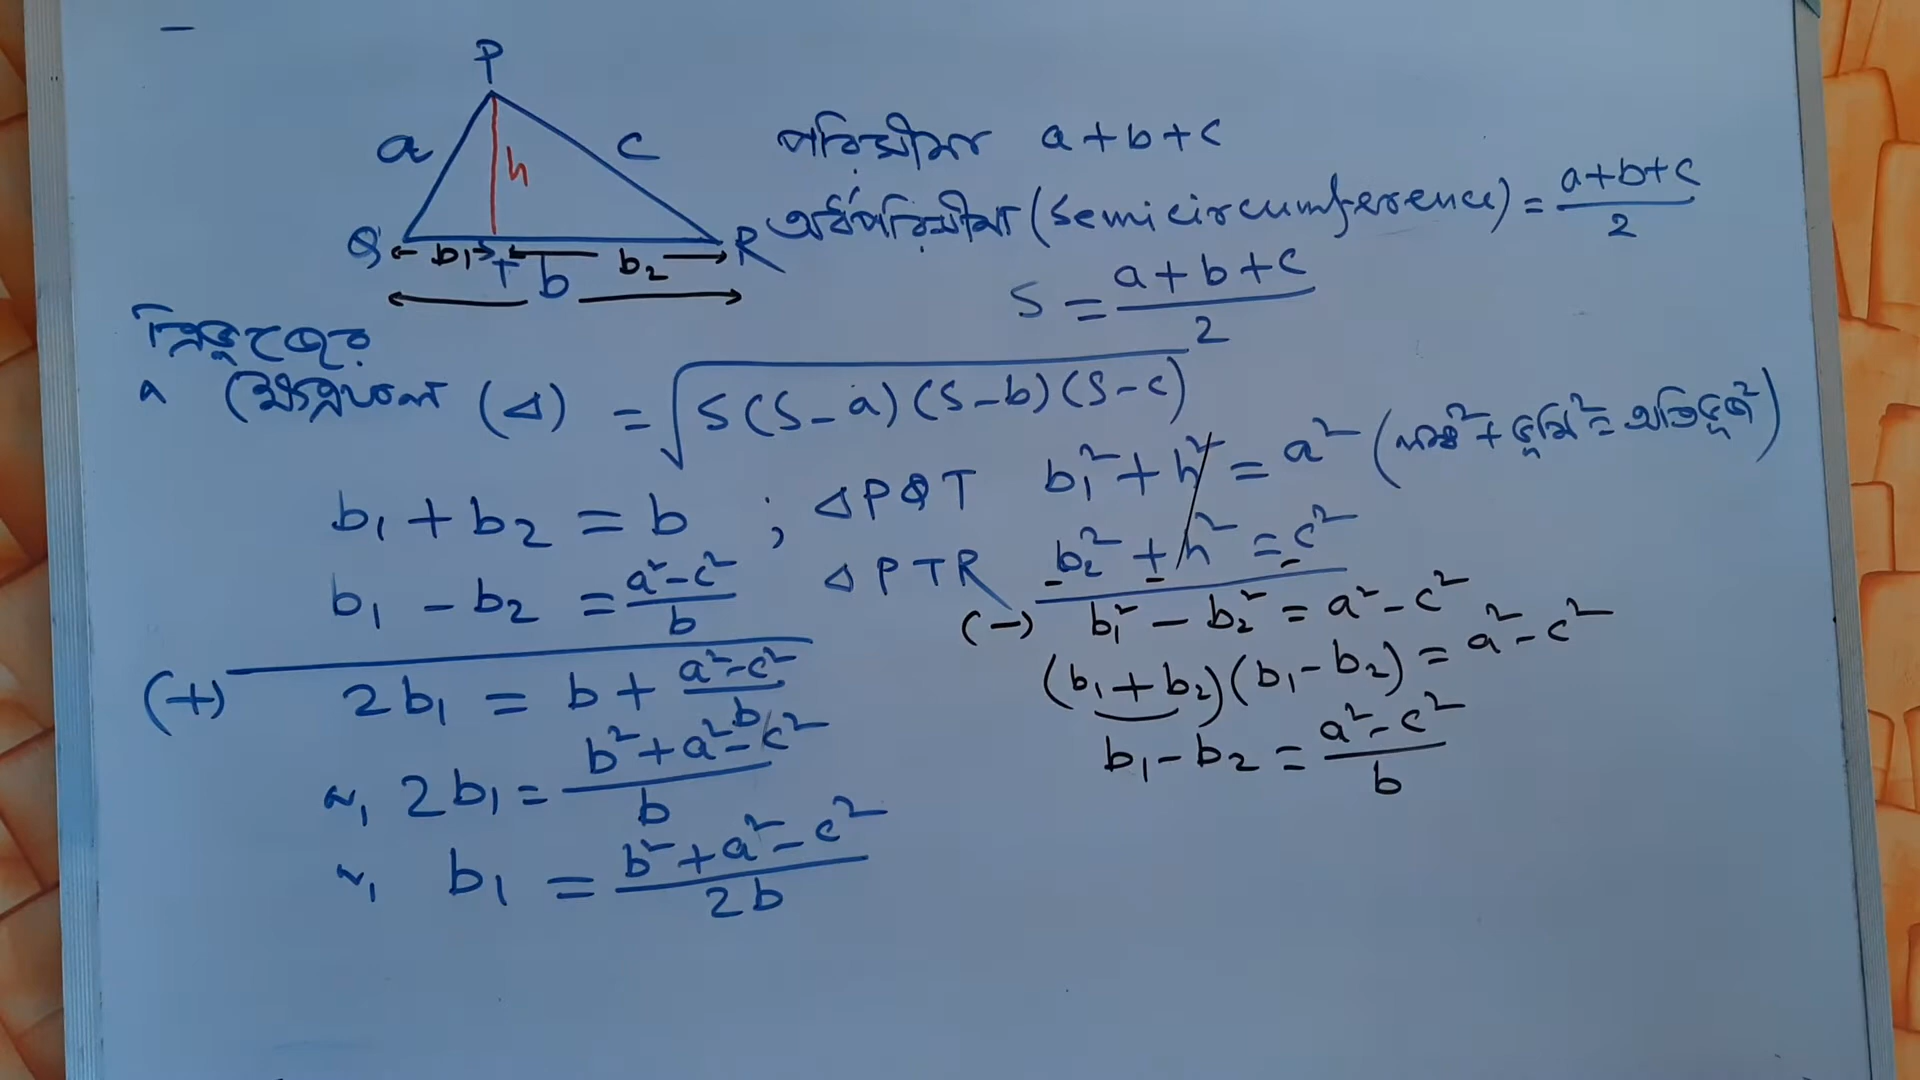 P
a
c
h
Q
b₁
T
b₂
R
b
পরিসীমা a + b + c
অর্ধপরিসীমা (semicircumference) = (a+b+c)/2
S = (a+b+c)/2
ত্রিভুজের
ক্ষেত্রফল (Δ) = √S(S-a)(S-b)(S-c)
b₁ + b₂ = b ; ΔPQT b₁² + h² = a² (লম্ব² + ভূমি² = অতিভূজ²)
b₁ - b₂ = (a²-c²)/b ΔPTR b₂² + h² = c²
(-) b₁² - b₂² = a² - c²
(+) 2b₁ = b + (a²-c²)/b
(b₁+b₂)(b₁-b₂) = a² - c²
2b₁ = (b²+a²-c²)/b
b₁ - b₂ = (a²-c²)/b
b₁ = (b²+a²-c²)/2b